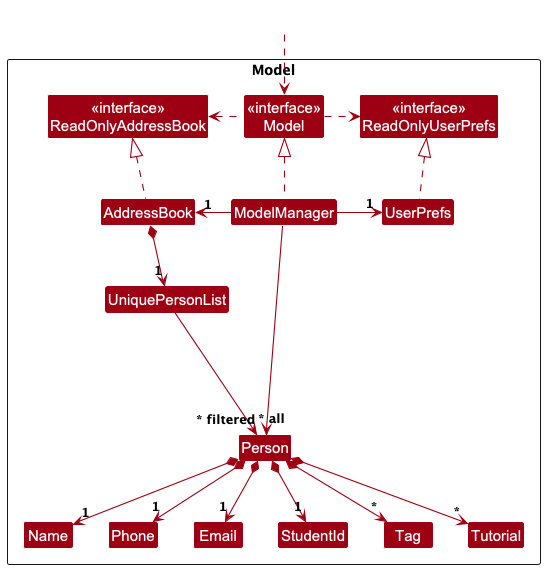 Model
«interface»
ReadOnlyAddressBook
«interface»
Model
«interface»
ReadOnlyUserPrefs
AddressBook
1
ModelManager
1
UserPrefs
1
UniquePersonList
* filtered
* all
Person
1
1
1
1
*
*
Name
Phone
Email
StudentId
Tag
Tutorial